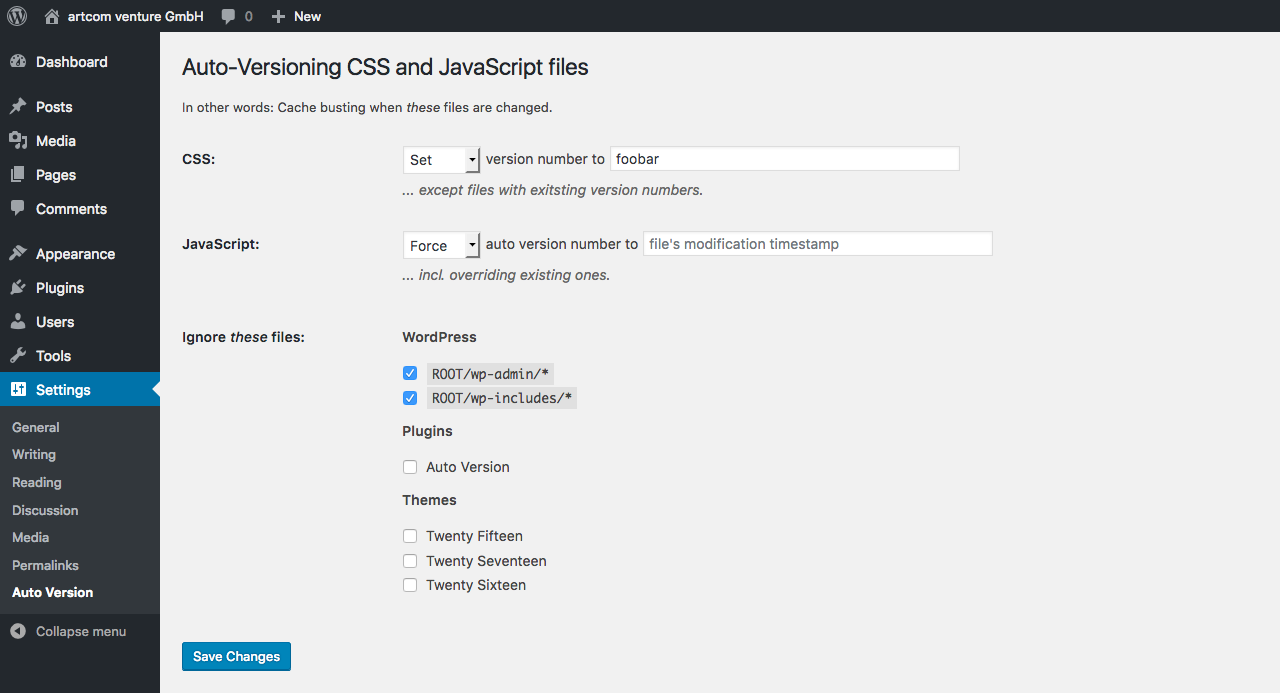 artcom venture GmbH 0 New
Dashboard
Posts
Media
Pages
Comments
Appearance
Plugins
Users
Tools
Settings
General
Writing
Reading
Discussion
Media
Permalinks
Auto Version
Collapse menu
Auto-Versioning CSS and JavaScript files
In other words: Cache busting when these files are changed.
CSS: Set version number to foobar
... except files with exitsting version numbers.
JavaScript: Force auto version number to file's modification timestamp
... incl. overriding existing ones.
Ignore these files: WordPress
ROOT/wp-admin/*
ROOT/wp-includes/*
Plugins
Auto Version
Themes
Twenty Fifteen
Twenty Seventeen
Twenty Sixteen
Save Changes